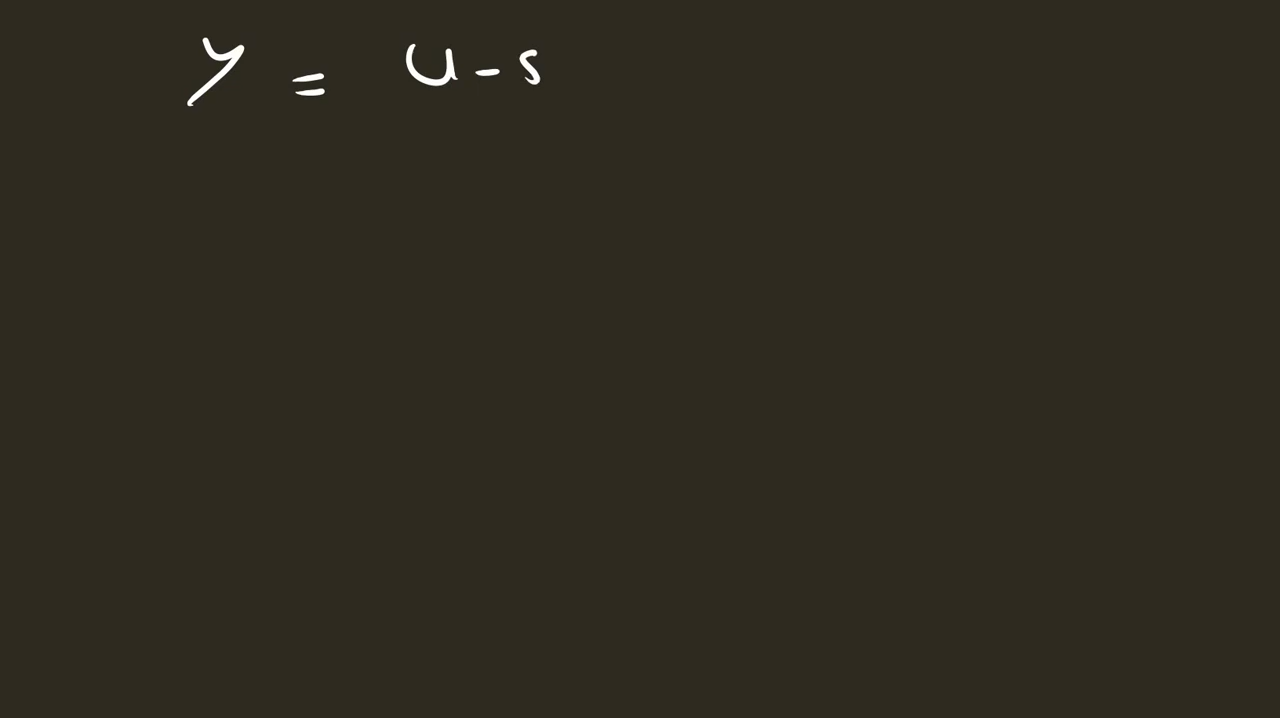 y = u - s